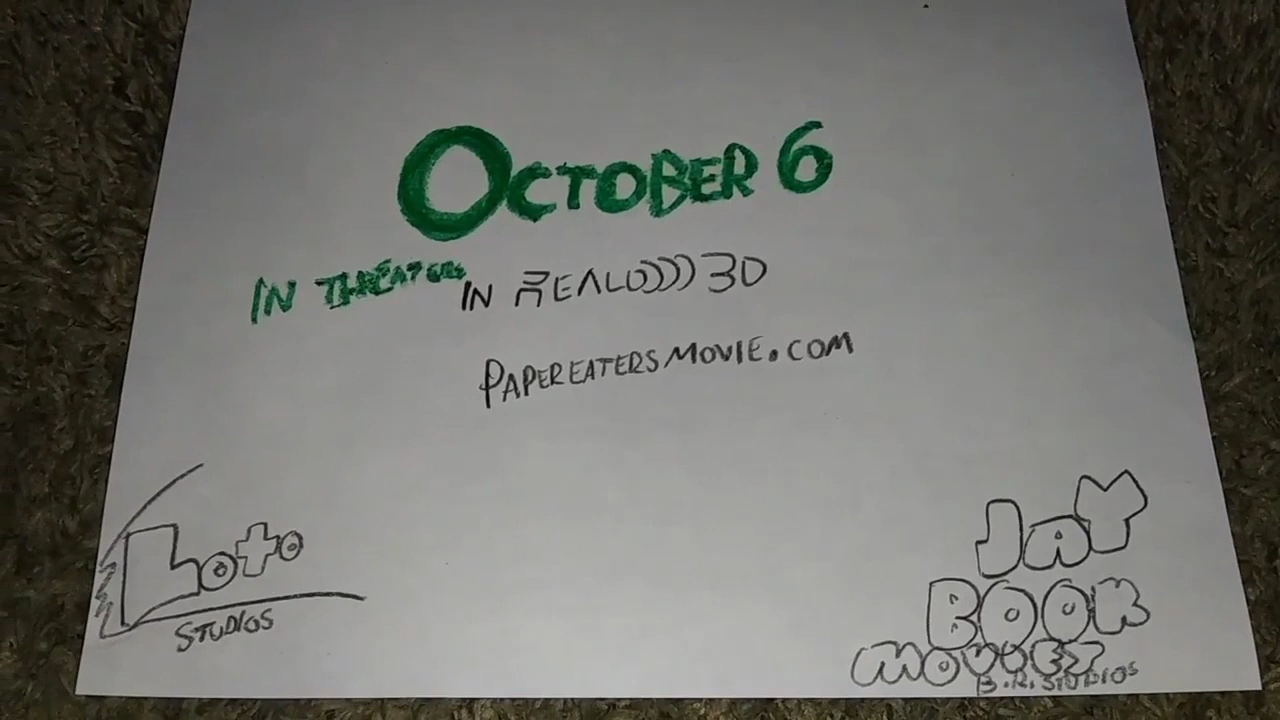 OCTOBER 6
IN THEATERS IN REALD)))3D
PAPEREATERSMOVIE.COM
Loto
STUDIOS
JAY
BOOK
MOVIES
B.R. STUDIOS